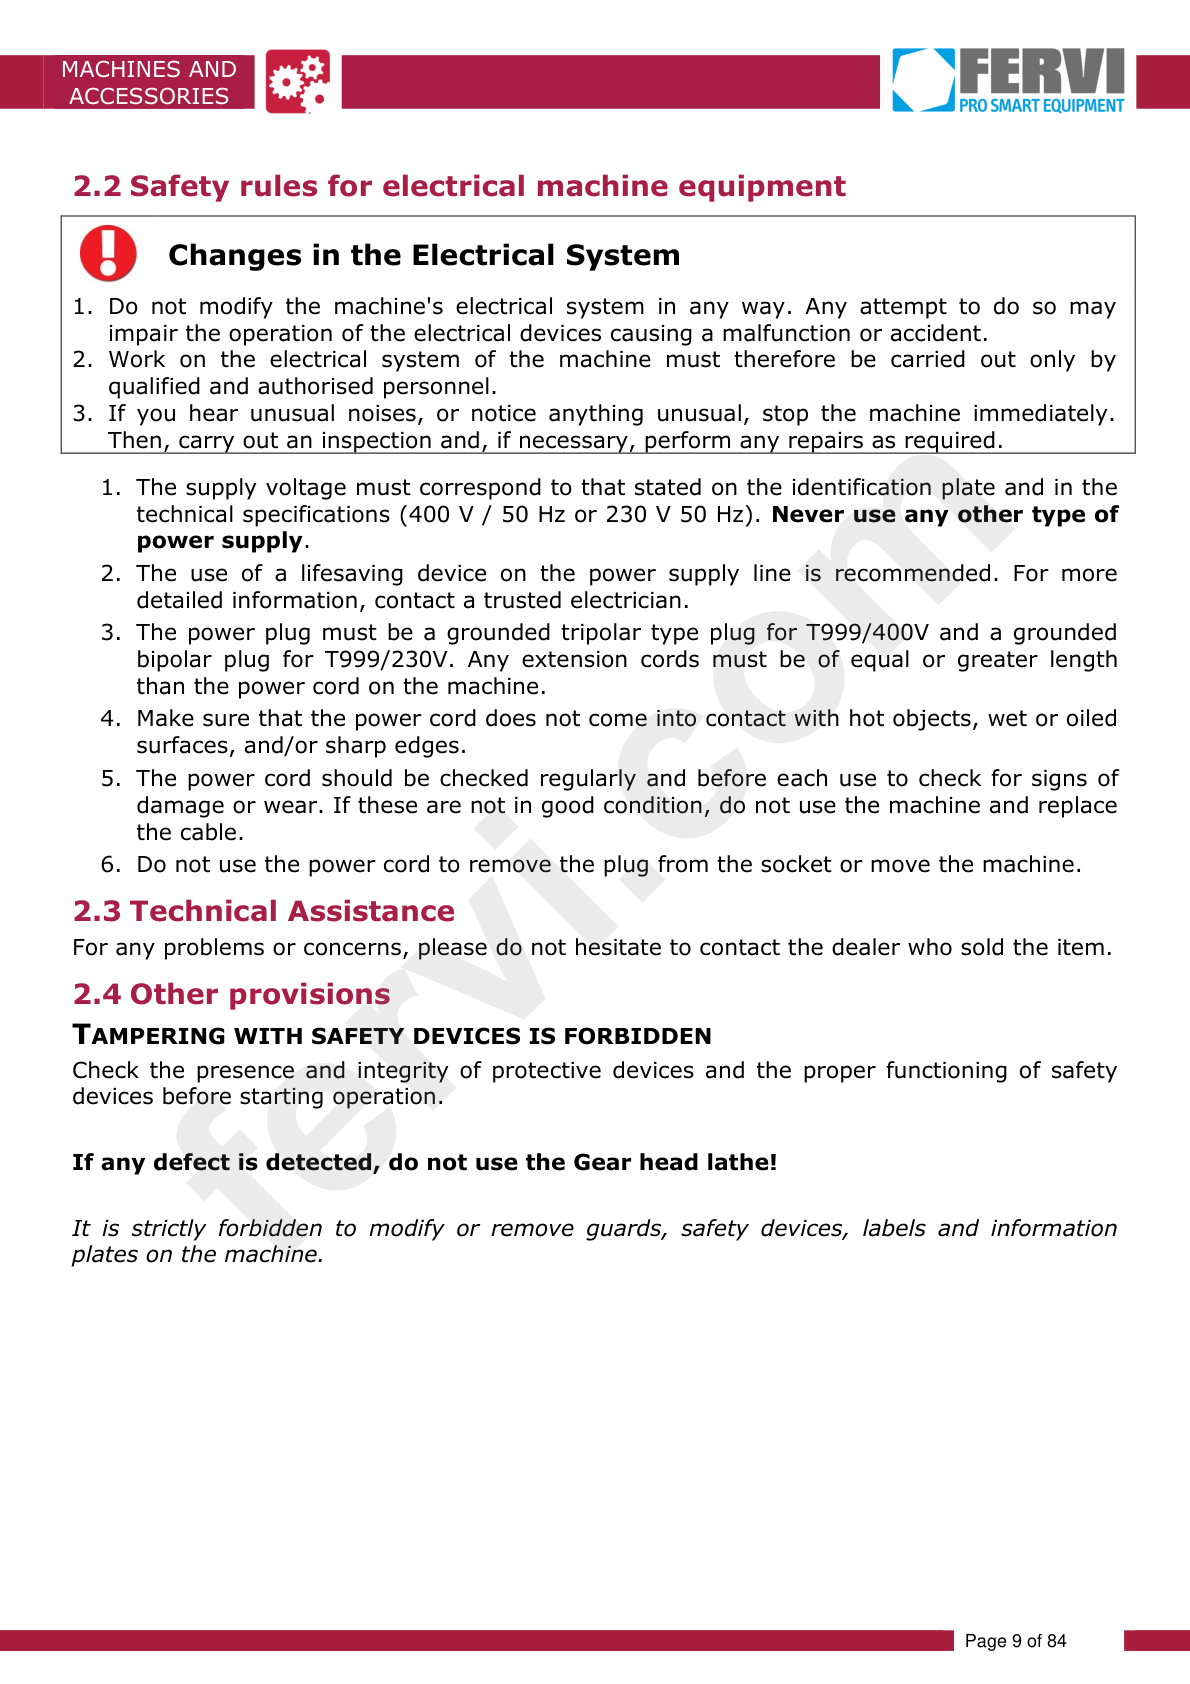 MACHINES AND
ACCESSORIES
FERVI
PRO SMART EQUIPMENT
2.2 Safety rules for electrical machine equipment
Changes in the Electrical System
1. Do not modify the machine's electrical system in any way. Any attempt to do so may
impair the operation of the electrical devices causing a malfunction or accident.
2. Work on the electrical system of the machine must therefore be carried out only by
qualified and authorised personnel.
3. If you hear unusual noises, or notice anything unusual, stop the machine immediately.
Then, carry out an inspection and, if necessary, perform any repairs as required.
1. The supply voltage must correspond to that stated on the identification plate and in the
technical specifications (400 V / 50 Hz or 230 V 50 Hz). Never use any other type of
power supply.
2. The use of a lifesaving device on the power supply line is recommended. For more
detailed information, contact a trusted electrician.
3. The power plug must be a grounded tripolar type plug for T999/400V and a grounded
bipolar plug for T999/230V. Any extension cords must be of equal or greater length
than the power cord on the machine.
4. Make sure that the power cord does not come into contact with hot objects, wet or oiled
surfaces, and/or sharp edges.
5. The power cord should be checked regularly and before each use to check for signs of
damage or wear. If these are not in good condition, do not use the machine and replace
the cable.
6. Do not use the power cord to remove the plug from the socket or move the machine.
2.3 Technical Assistance
For any problems or concerns, please do not hesitate to contact the dealer who sold the item.
2.4 Other provisions
TAMPERING WITH SAFETY DEVICES IS FORBIDDEN
Check the presence and integrity of protective devices and the proper functioning of safety
devices before starting operation.
If any defect is detected, do not use the Gear head lathe!
It is strictly forbidden to modify or remove guards, safety devices, labels and information
plates on the machine.
fervi.com
Page 9 of 84